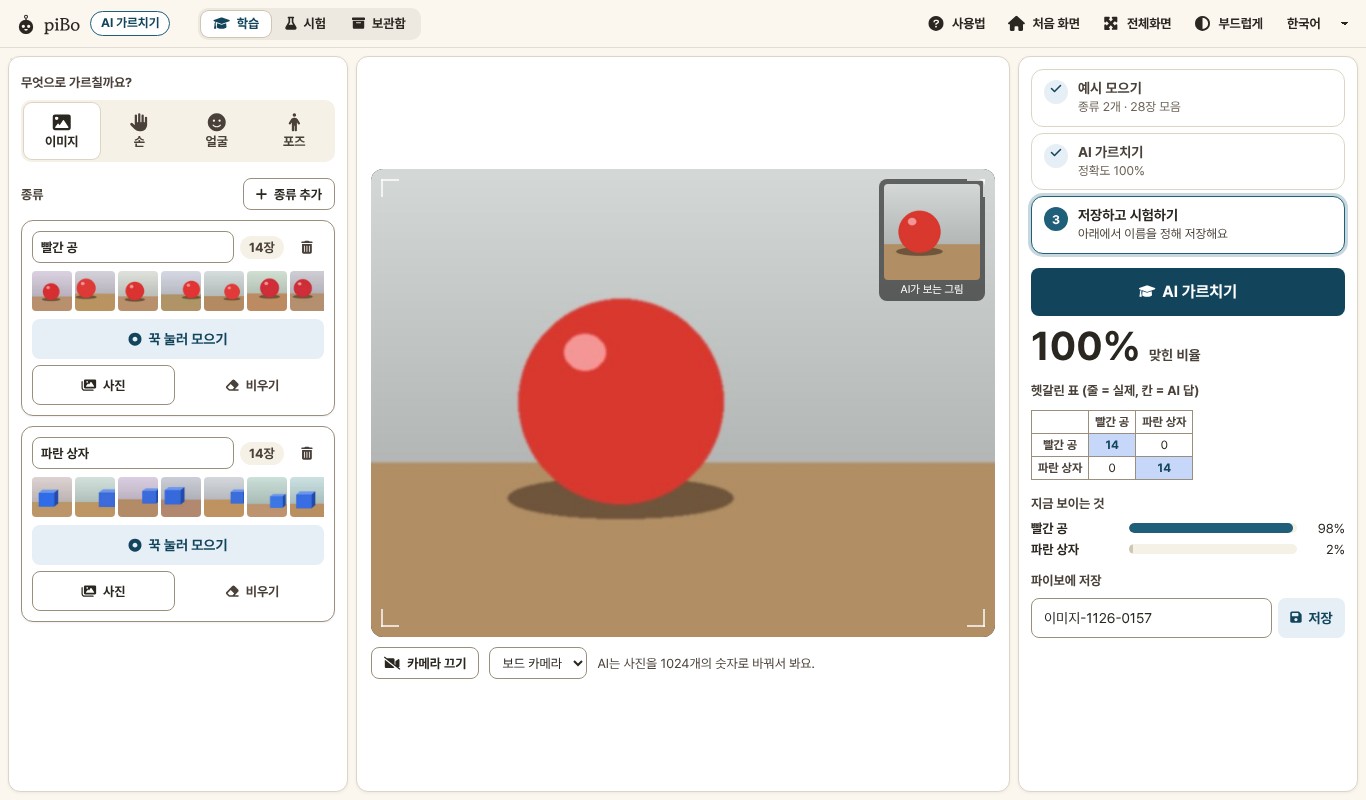 piBo
AI 가르치기
학습
시험
보관함
사용법
처음 화면
전체화면
부드럽게
한국어
무엇으로 가르칠까요?
이미지
손
얼굴
포즈
종류
+ 종류 추가
빨간 공
14장
꾹 눌러 모으기
사진
비우기
파란 상자
14장
꾹 눌러 모으기
사진
비우기
AI가 보는 그림
카메라 끄기
보드 카메라
AI는 사진을 1024개의 숫자로 바꿔서 봐요.
예시 모으기
종류 2개 · 28장 모음
AI 가르치기
정확도 100%
3
저장하고 시험하기
아래에서 이름을 정해 저장해요
AI 가르치기
100% 맞힌 비율
헷갈린 표 (줄 = 실제, 칸 = AI 답)
빨간 공 파란 상자
빨간 공 14 0
파란 상자 0 14
지금 보이는 것
빨간 공 98%
파란 상자 2%
파이보에 저장
이미지-1126-0157
저장